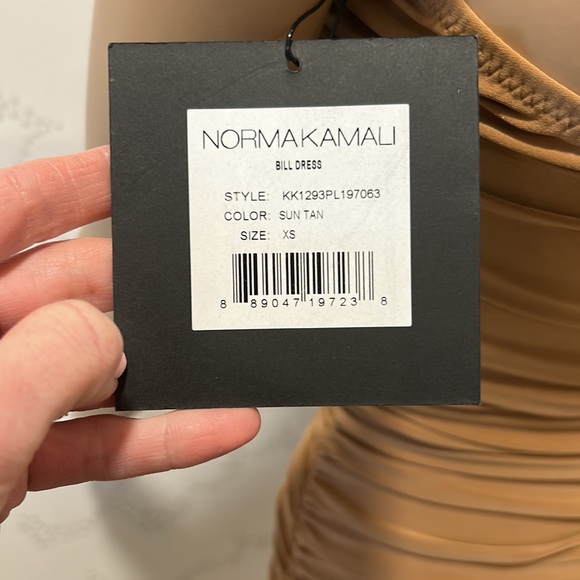 NORMAKAMALI
BILL DRESS
STYLE: KK1293PL197063
COLOR: SUN TAN
SIZE: XS
8 89047 19723 8